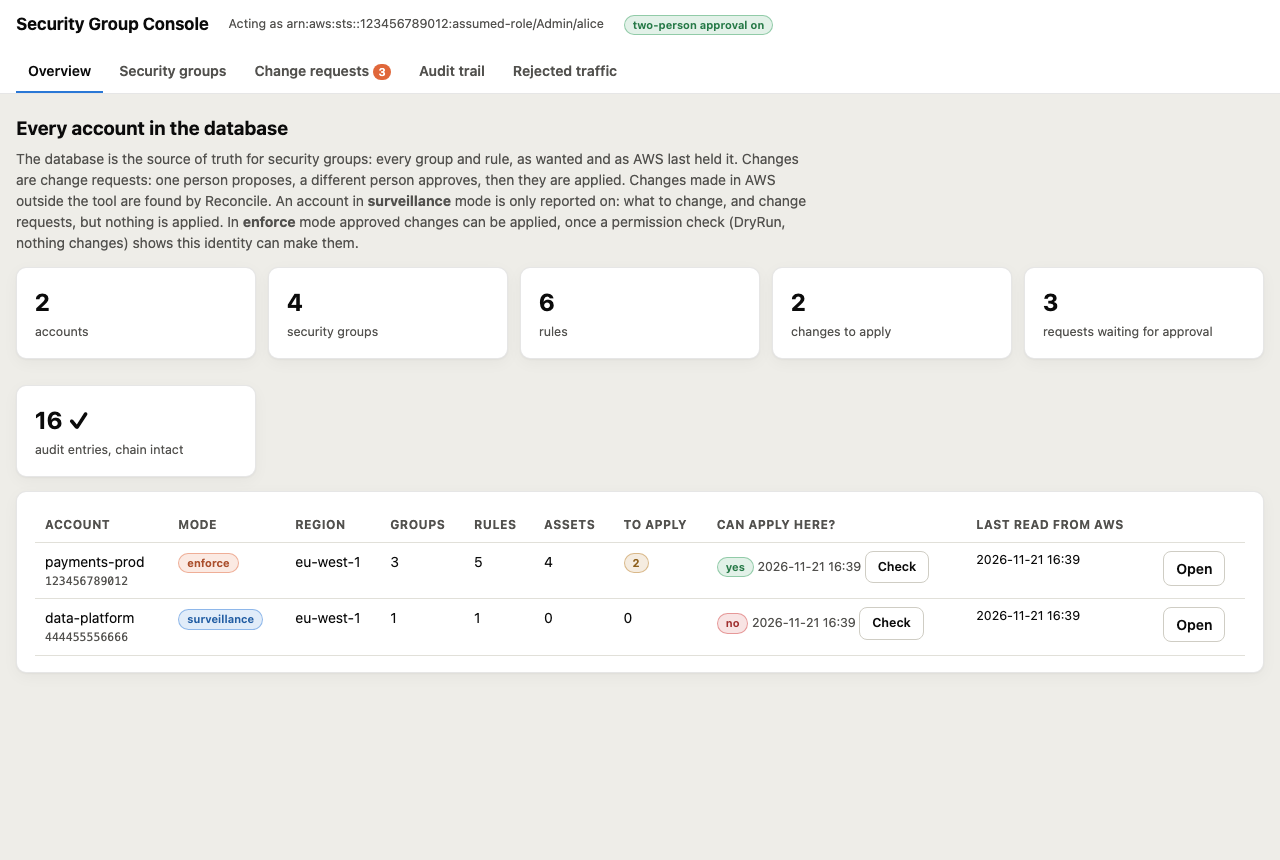 Security Group Console
Acting as arn:aws:sts::123456789012:assumed-role/Admin/alice
two-person approval on
Overview
Security groups
Change requests 3
Audit trail
Rejected traffic
Every account in the database
The database is the source of truth for security groups: every group and rule, as wanted and as AWS last held it. Changes
are change requests: one person proposes, a different person approves, then they are applied. Changes made in AWS
outside the tool are found by Reconcile. An account in surveillance mode is only reported on: what to change, and change
requests, but nothing is applied. In enforce mode approved changes can be applied, once a permission check (DryRun,
nothing changes) shows this identity can make them.
2
accounts
4
security groups
6
rules
2
changes to apply
3
requests waiting for approval
16 ✓
audit entries, chain intact
ACCOUNT MODE REGION GROUPS RULES ASSETS TO APPLY CAN APPLY HERE? LAST READ FROM AWS
payments-prod enforce eu-west-1 3 5 4 2 yes 2026-11-21 16:39 Check 2026-11-21 16:39 Open
123456789012
data-platform surveillance eu-west-1 1 1 0 0 no 2026-11-21 16:39 Check 2026-11-21 16:39 Open
444455556666